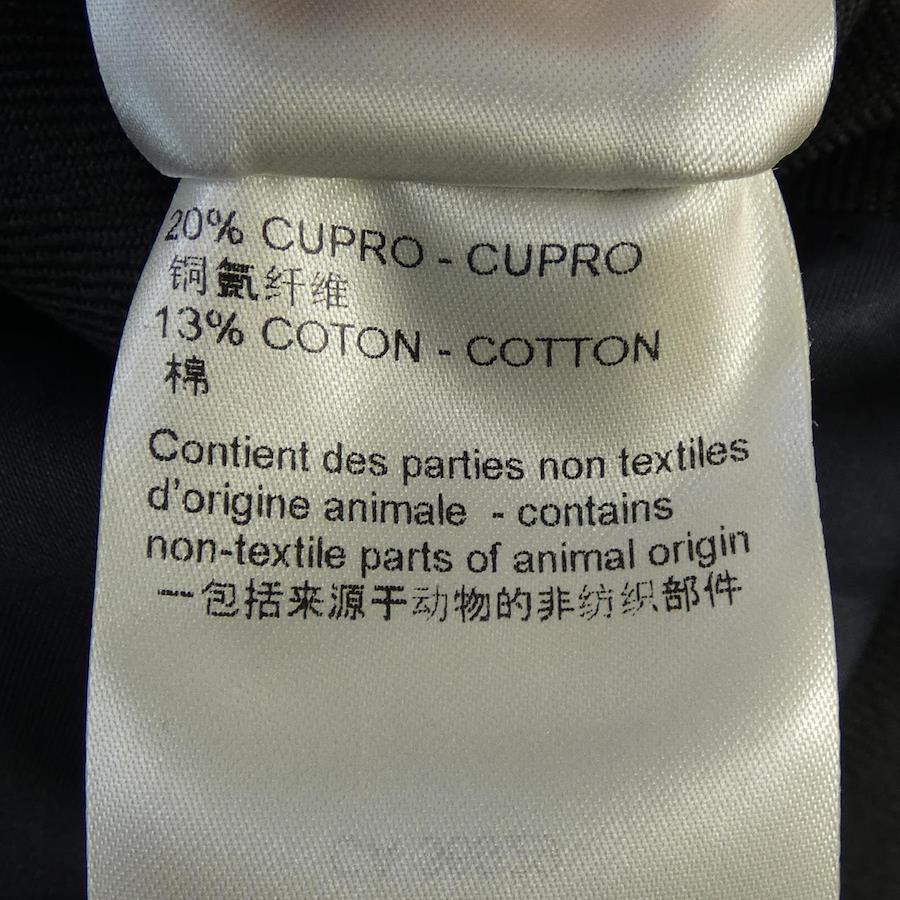 20% CUPRO - CUPRO
铜氨纤维
13% COTON - COTTON
棉
Contient des parties non textiles
d'origine animale - contains
non-textile parts of animal origin
一包括来源于动物的非纺织部件